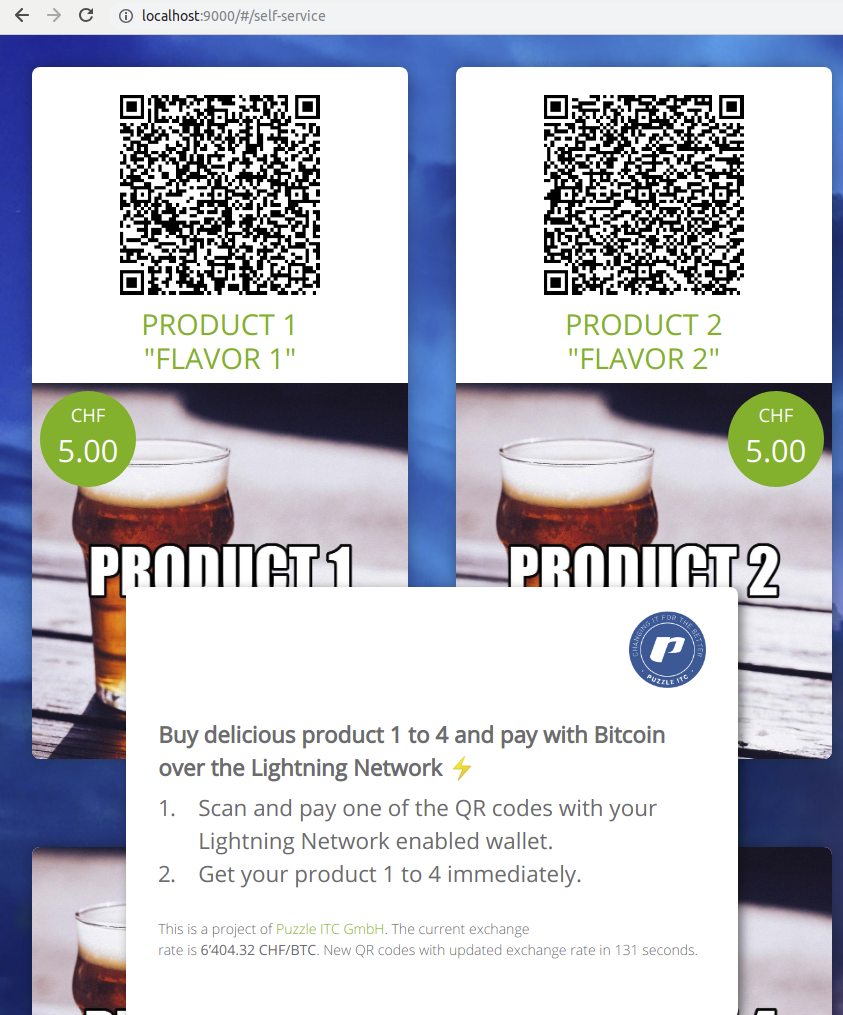 localhost:9000/#/self-service
PRODUCT 1
"FLAVOR 1"
PRODUCT 2
"FLAVOR 2"
CHF
5.00
CHF
5.00
PRODUCT 1
PRODUCT 2
CHANGING IT FOR THE BETTER
PUZZLE ITC
Buy delicious product 1 to 4 and pay with Bitcoin
over the Lightning Network ⚡
1. Scan and pay one of the QR codes with your
Lightning Network enabled wallet.
2. Get your product 1 to 4 immediately.
This is a project of Puzzle ITC GmbH. The current exchange
rate is 6'404.32 CHF/BTC. New QR codes with updated exchange rate in 131 seconds.